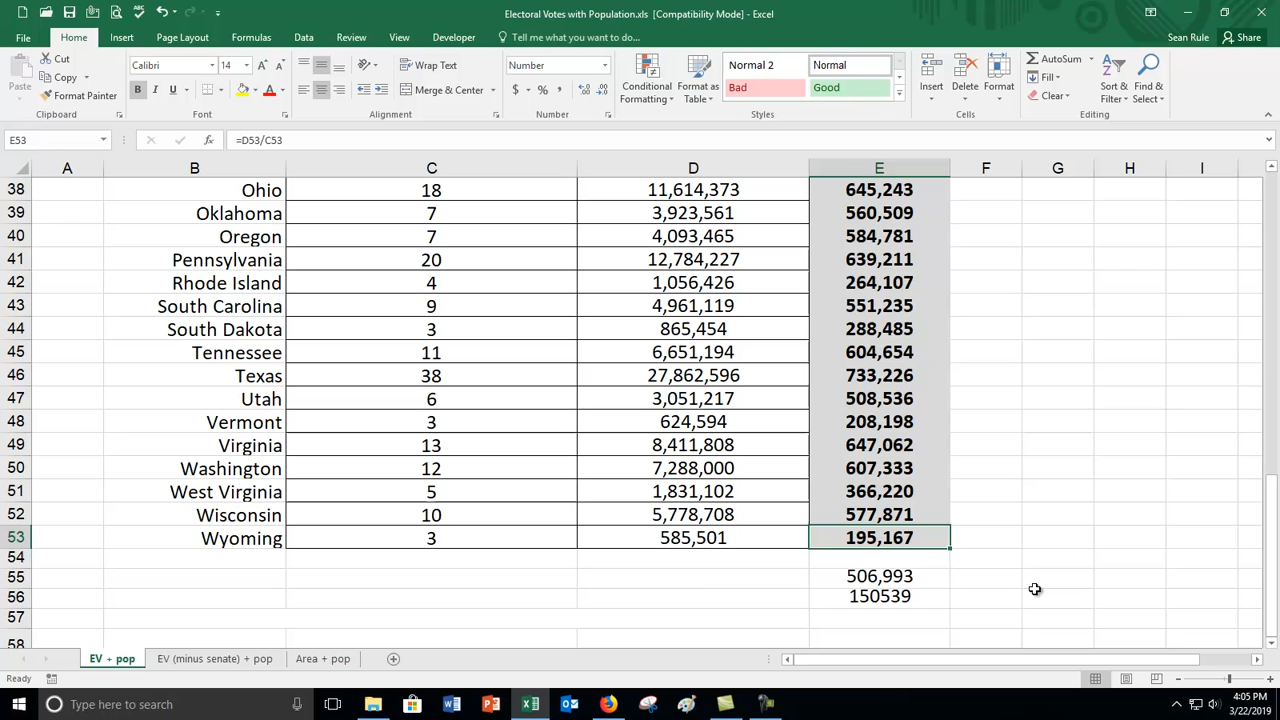 Electoral Votes with Population.xls [Compatibility Mode] - Excel
File Home Insert Page Layout Formulas Data Review View Developer Tell me what you want to do... Sean Rule Share
Paste Cut Copy Format Painter Clipboard
Calibri 14 B I U A Font
Wrap Text Merge & Center Alignment
Number $ % Number
Conditional Formatting Format as Table Normal 2 Normal Bad Good Styles
Insert Delete Format Cells
AutoSum Fill Clear Sort & Filter Find & Select Editing
E53 fx =D53/C53
A B C D E F G H I
38 Ohio 18 11,614,373 645,243
39 Oklahoma 7 3,923,561 560,509
40 Oregon 7 4,093,465 584,781
41 Pennsylvania 20 12,784,227 639,211
42 Rhode Island 4 1,056,426 264,107
43 South Carolina 9 4,961,119 551,235
44 South Dakota 3 865,454 288,485
45 Tennessee 11 6,651,194 604,654
46 Texas 38 27,862,596 733,226
47 Utah 6 3,051,217 508,536
48 Vermont 3 624,594 208,198
49 Virginia 13 8,411,808 647,062
50 Washington 12 7,288,000 607,333
51 West Virginia 5 1,831,102 366,220
52 Wisconsin 10 5,778,708 577,871
53 Wyoming 3 585,501 195,167
54
55 506,993
56 150539
57
58
EV + pop EV (minus senate) + pop Area + pop
Ready
Type here to search
4:05 PM
3/22/2019